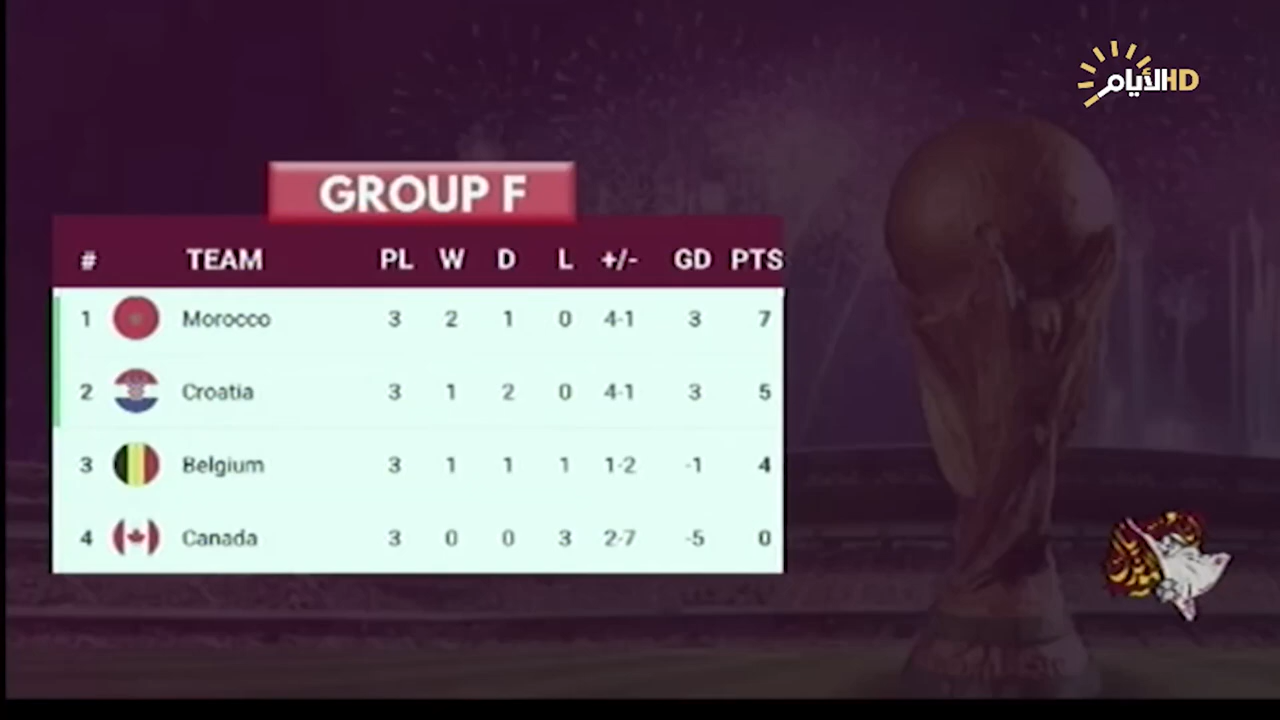 الأيام HD
GROUP F
# TEAM PL W D L +/- GD PTS
1 Morocco 3 2 1 0 4-1 3 7
2 Croatia 3 1 2 0 4-1 3 5
3 Belgium 3 1 1 1 1-2 -1 4
4 Canada 3 0 0 3 2-7 -5 0